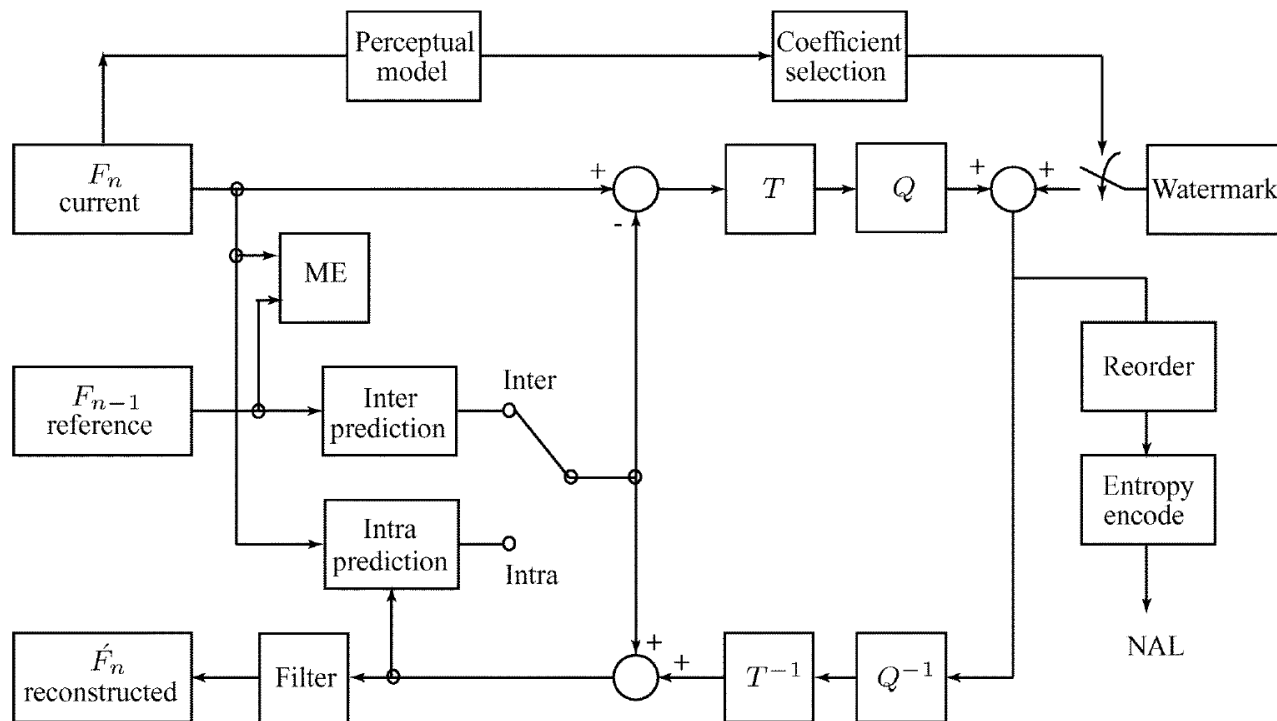 Perceptual
model
Coefficient
selection
F_n
current
+
-
T
Q
+
+
Watermark
ME
F_{n-1}
reference
Inter
prediction
Inter
Reorder
Intra
prediction
Intra
Entropy
encode
F́_n
reconstructed
Filter
+
+
T^{-1}
Q^{-1}
NAL